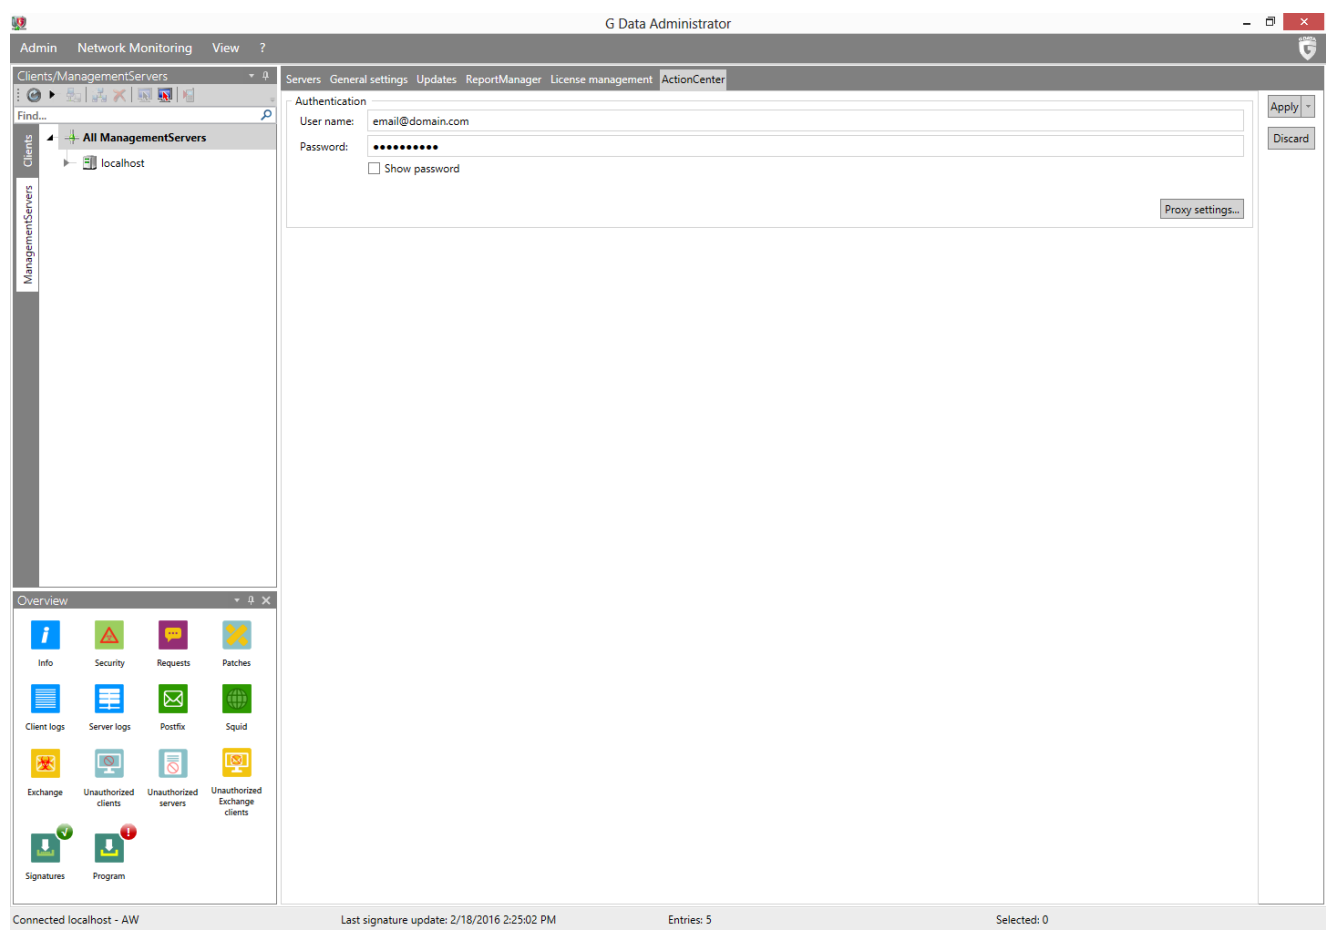 G Data Administrator
Admin Network Monitoring View ?
Clients/ManagementServers
Find...
Clients
ManagementServers
All ManagementServers
localhost
Servers General settings Updates ReportManager License management ActionCenter
Authentication
User name: email@domain.com
Password: ●●●●●●●●●●
Show password
Proxy settings...
Apply
Discard
Overview
Info Security Requests Patches
Client logs Server logs Postfix Squid
Exchange Unauthorized clients Unauthorized servers Unauthorized Exchange clients
Signatures Program
Connected localhost - AW Last signature update: 2/18/2016 2:25:02 PM Entries: 5 Selected: 0